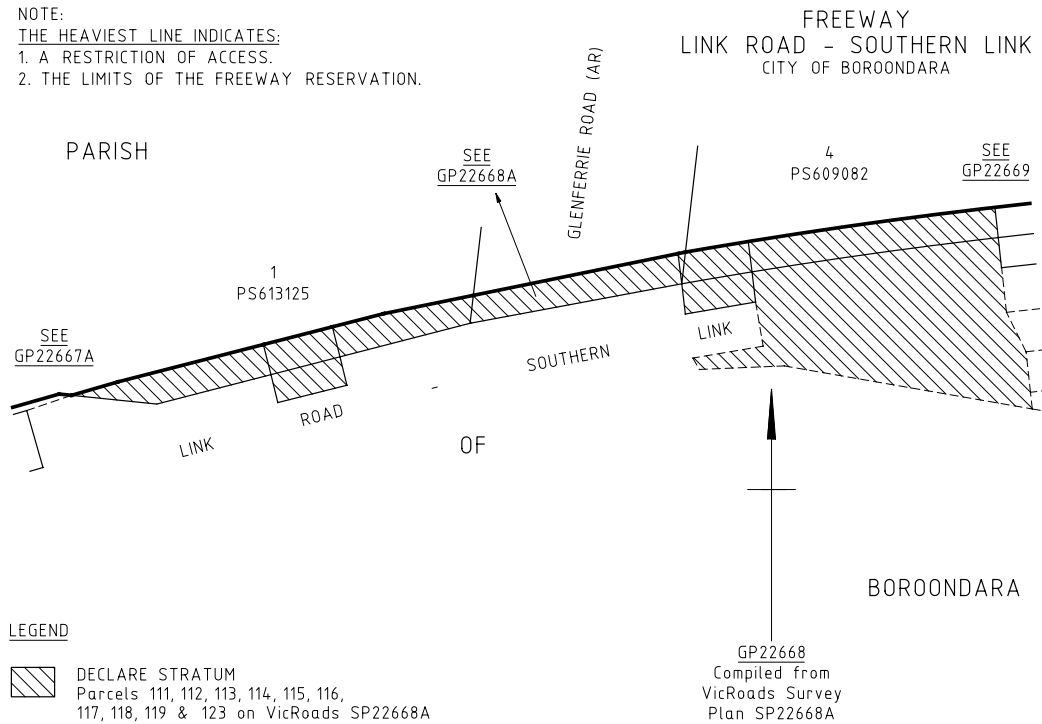 NOTE:
THE HEAVIEST LINE INDICATES:
1. A RESTRICTION OF ACCESS.
2. THE LIMITS OF THE FREEWAY RESERVATION.
FREEWAY
LINK ROAD - SOUTHERN LINK
CITY OF BOROONDARA
PARISH
SEE
GP22668A
GLENFERRIE ROAD (AR)
4
PS609082
SEE
GP22669
1
PS613125
SEE
GP22667A
LINK
ROAD
-
SOUTHERN
LINK
OF
BOROONDARA
LEGEND
DECLARE STRATUM
Parcels 111, 112, 113, 114, 115, 116,
117, 118, 119 & 123 on VicRoads SP22668A
GP22668
Compiled from
VicRoads Survey
Plan SP22668A